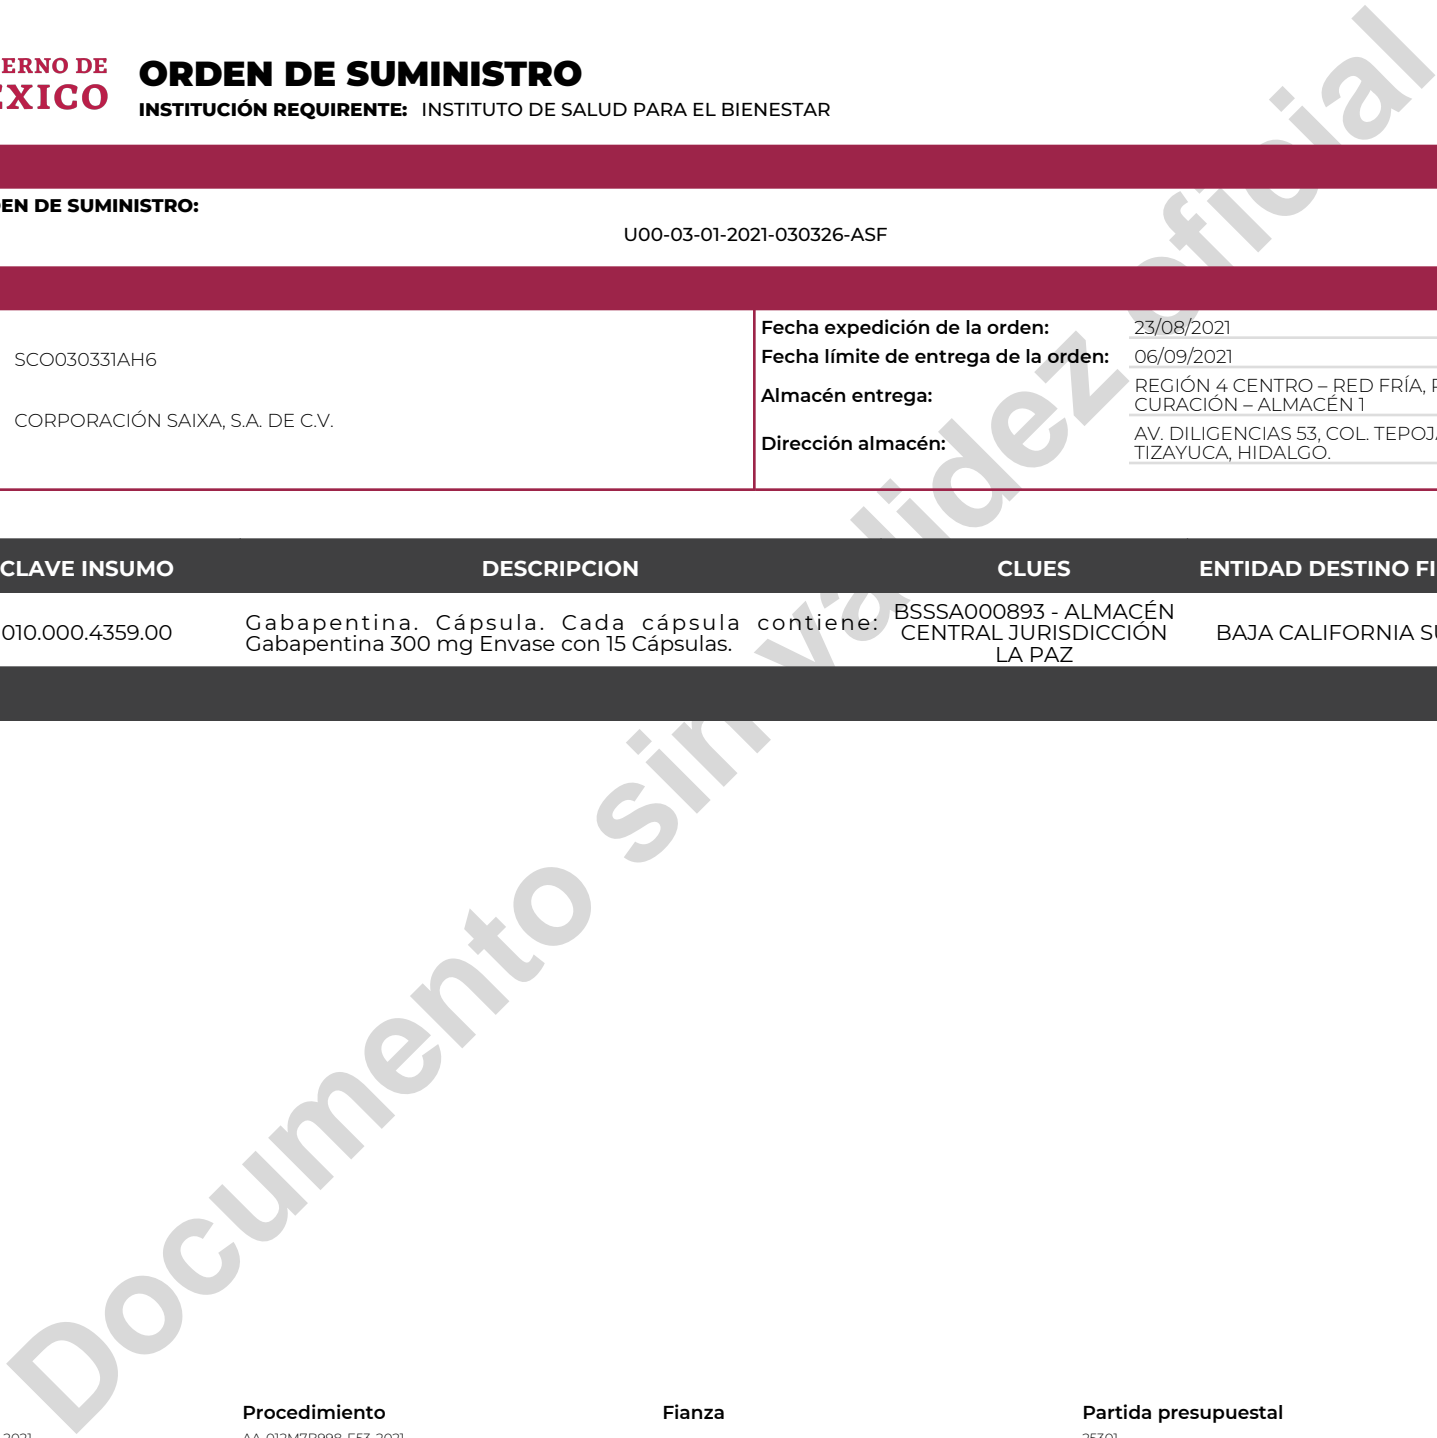 ERNO DE
EXICO
ORDEN DE SUMINISTRO
INSTITUCIÓN REQUIRENTE: INSTITUTO DE SALUD PARA EL BIENESTAR
EN DE SUMINISTRO:
U00-03-01-2021-030326-ASF
SCO030331AH6
CORPORACIÓN SAIXA, S.A. DE C.V.
Fecha expedición de la orden: 23/08/2021
Fecha límite de entrega de la orden: 06/09/2021
Almacén entrega: REGIÓN 4 CENTRO – RED FRÍA,
CURACIÓN – ALMACÉN 1
Dirección almacén: AV. DILIGENCIAS 53, COL. TEPOJ
TIZAYUCA, HIDALGO.
CLAVE INSUMO DESCRIPCION CLUES ENTIDAD DESTINO FI
010.000.4359.00
Gabapentina. Cápsula. Cada cápsula contiene:
Gabapentina 300 mg Envase con 15 Cápsulas.
BSSSA000893 - ALMACÉN
CENTRAL JURISDICCIÓN
LA PAZ
BAJA CALIFORNIA SU
Documento sin validez oficial
Procedimiento Fianza Partida presupuestal